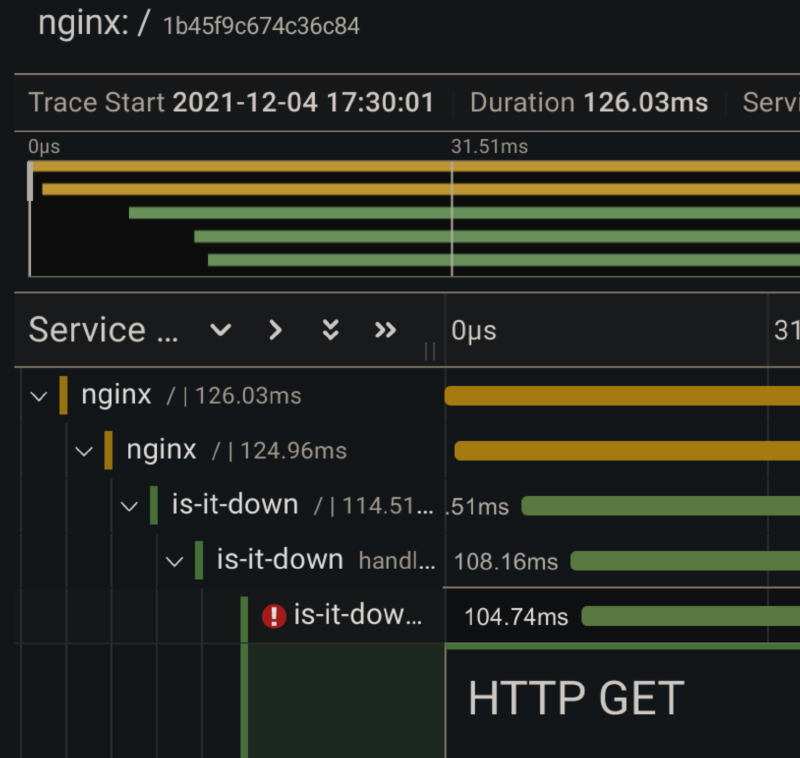 nginx: / 1b45f9c674c36c84
Trace Start 2021-12-04 17:30:01 Duration 126.03ms Servi
0μs 31.51ms
Service ... 0μs 31
nginx / | 126.03ms
nginx / | 124.96ms
is-it-down / | 114.51... .51ms
is-it-down handl... 108.16ms
is-it-dow... 104.74ms
HTTP GET